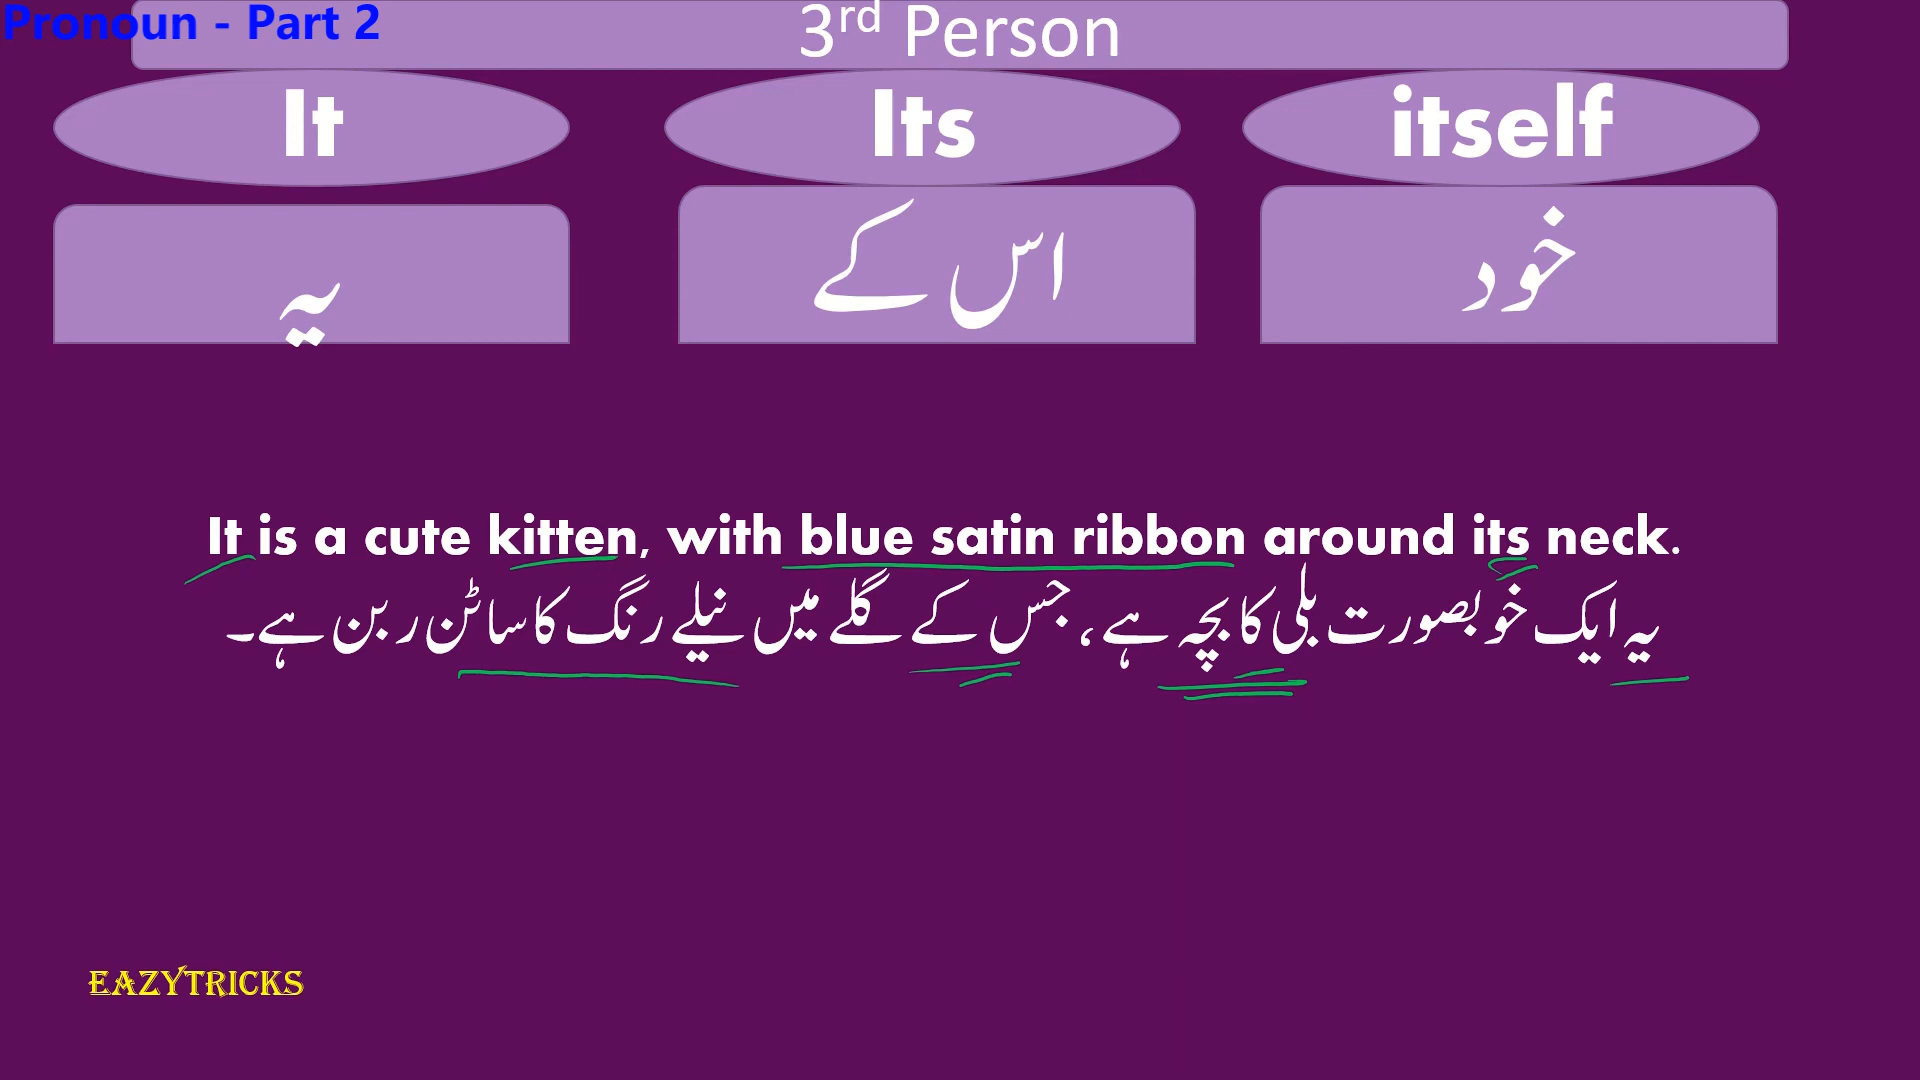 Pronoun - Part 2
3rd Person
It
Its
itself
یہ
اس کے
خود
It is a cute kitten, with blue satin ribbon around its neck.
یہ ایک خوبصورت بلی کا بچہ ہے، جس کے گلے میں نیلے رنگ کا ساٹن ربن ہے۔
EAZYTRICKS